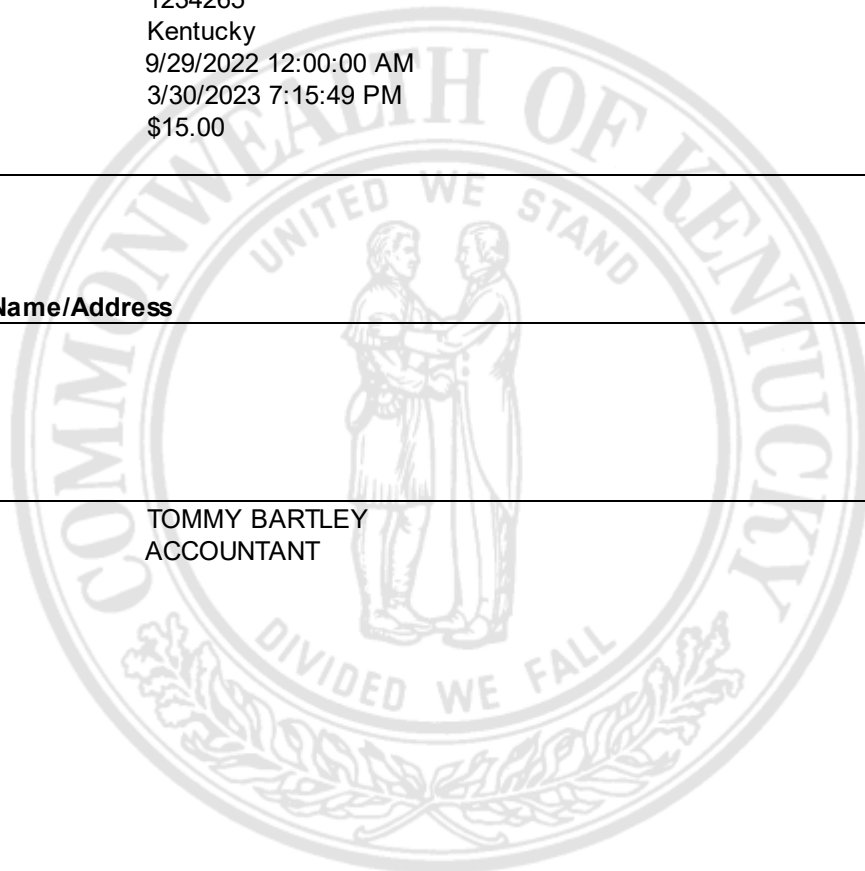 1234265
Kentucky
9/29/2022 12:00:00 AM
3/30/2023 7:15:49 PM
$15.00
COMMONWEALTH OF KENTUCKY
UNITED WE STAND
Name/Address
TOMMY BARTLEY
ACCOUNTANT
DIVIDED WE FALL